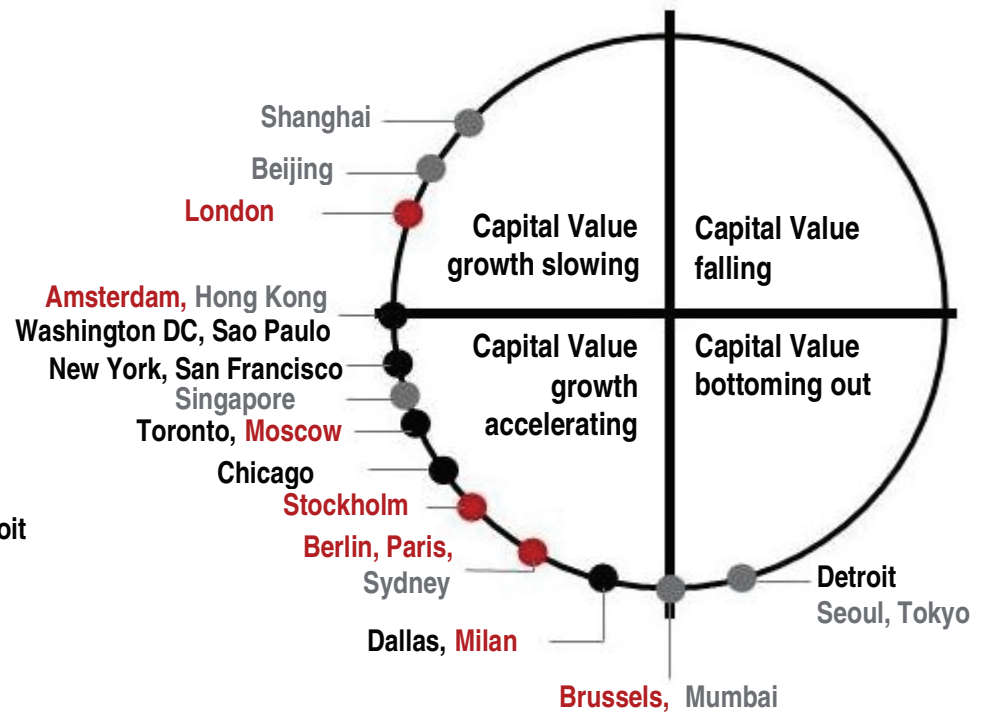 Shanghai
Beijing
London
Capital Value
growth slowing
Capital Value
falling
Amsterdam, Hong Kong
Washington DC, Sao Paulo
New York, San Francisco
Singapore
Toronto, Moscow
Chicago
Stockholm
Berlin, Paris,
Sydney
Dallas, Milan
Brussels, Mumbai
Capital Value
growth
accelerating
Capital Value
bottoming out
Detroit
Seoul, Tokyo
oit